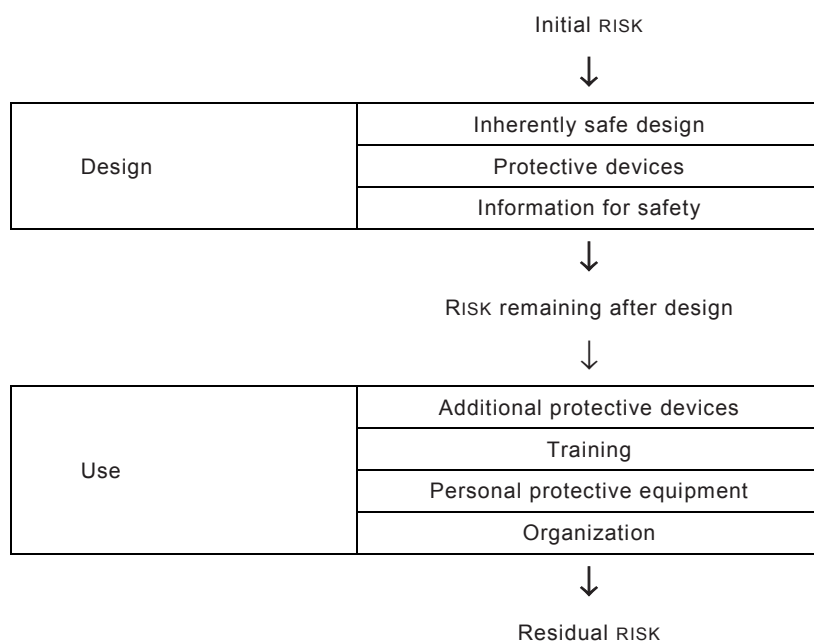 Initial RISK
↓
Inherently safe design
Design
Protective devices
Information for safety
↓
RISK remaining after design
↓
Additional protective devices
Training
Use
Personal protective equipment
Organization
↓
Residual RISK